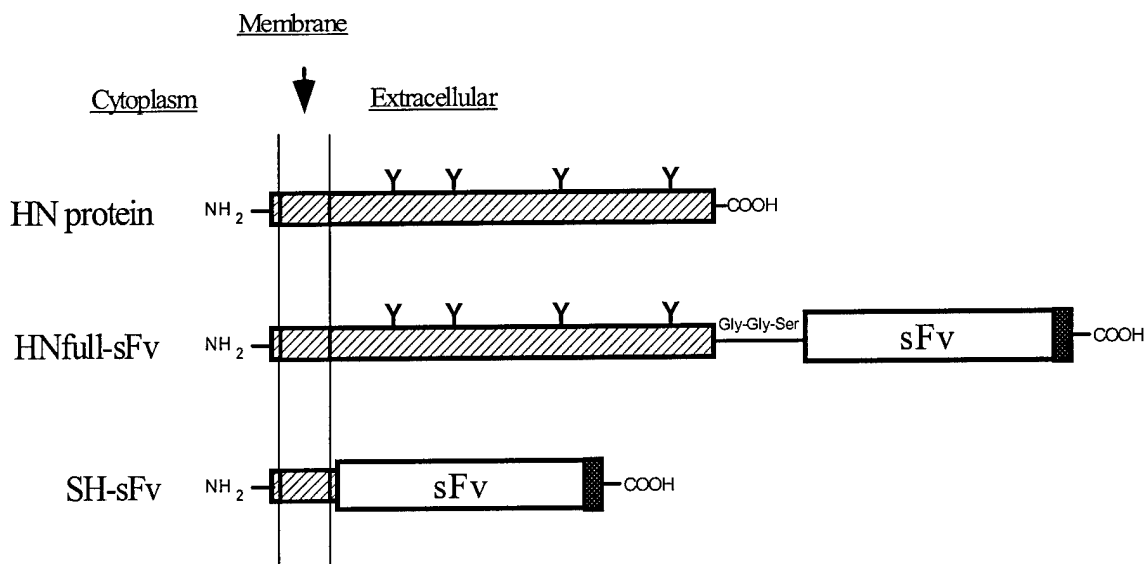 Membrane
Cytoplasm Extracellular
Y Y Y Y
HN protein NH2 COOH
Y Y Y Y
HNfull-sFv NH2 Gly-Gly-Ser sFv COOH
SH-sFv NH2 sFv COOH